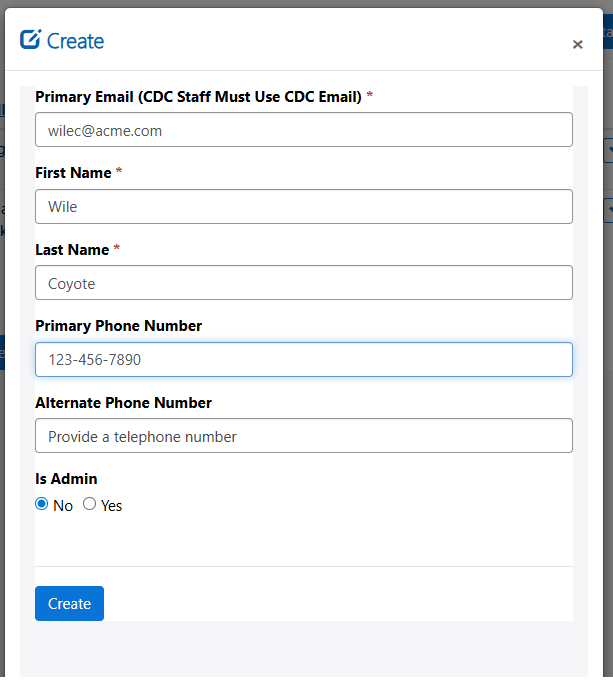 Create
×
Primary Email (CDC Staff Must Use CDC Email) *
wilec@acme.com
First Name *
Wile
Last Name *
Coyote
Primary Phone Number
123-456-7890
Alternate Phone Number
Provide a telephone number
Is Admin
No Yes
Create